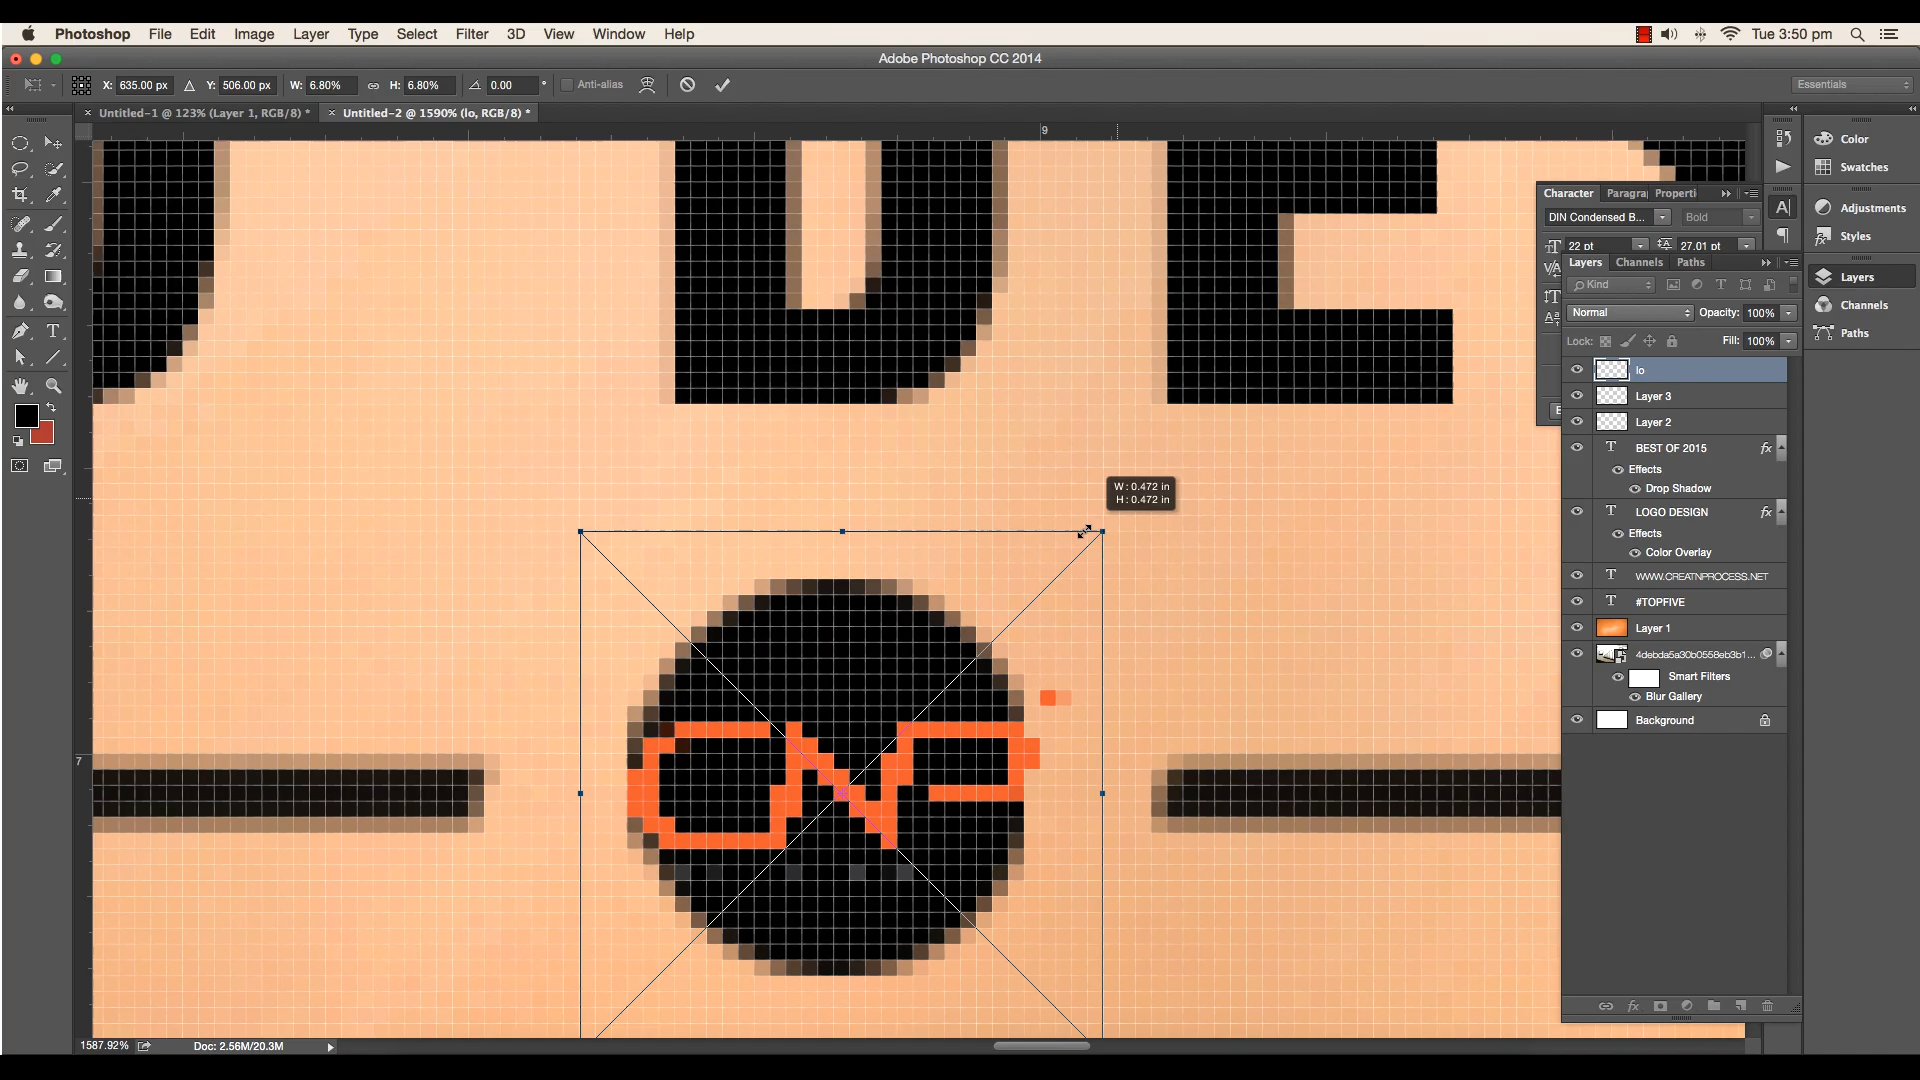 Photoshop File Edit Image Layer Type Select Filter 3D View Window Help Tue 3:50 pm
Adobe Photoshop CC 2014
X: 635.00 px Y: 506.00 px W: 6.80% H: 6.80% 0.00 ° Anti-alias Essentials
Untitled-1 @ 123% (Layer 1, RGB/8) * Untitled-2 @ 1590% (lo, RGB/8) *
9
7
W : 0.472 in
H : 0.472 in
Character Paragra Properti
DIN Condensed B... Bold
22 pt 27.01 pt
Layers Channels Paths
Kind
Normal Opacity: 100%
Lock: Fill: 100%
lo
Layer 3
Layer 2
BEST OF 2015 fx
Effects
Drop Shadow
LOGO DESIGN fx
Effects
Color Overlay
WWW.CREATNPROCESS.NET
#TOPFIVE
Layer 1
4debda5a30b0558eb3b1...
Smart Filters
Blur Gallery
Background
Color
Swatches
Adjustments
Styles
Layers
Channels
Paths
1587.92% Doc: 2.56M/20.3M